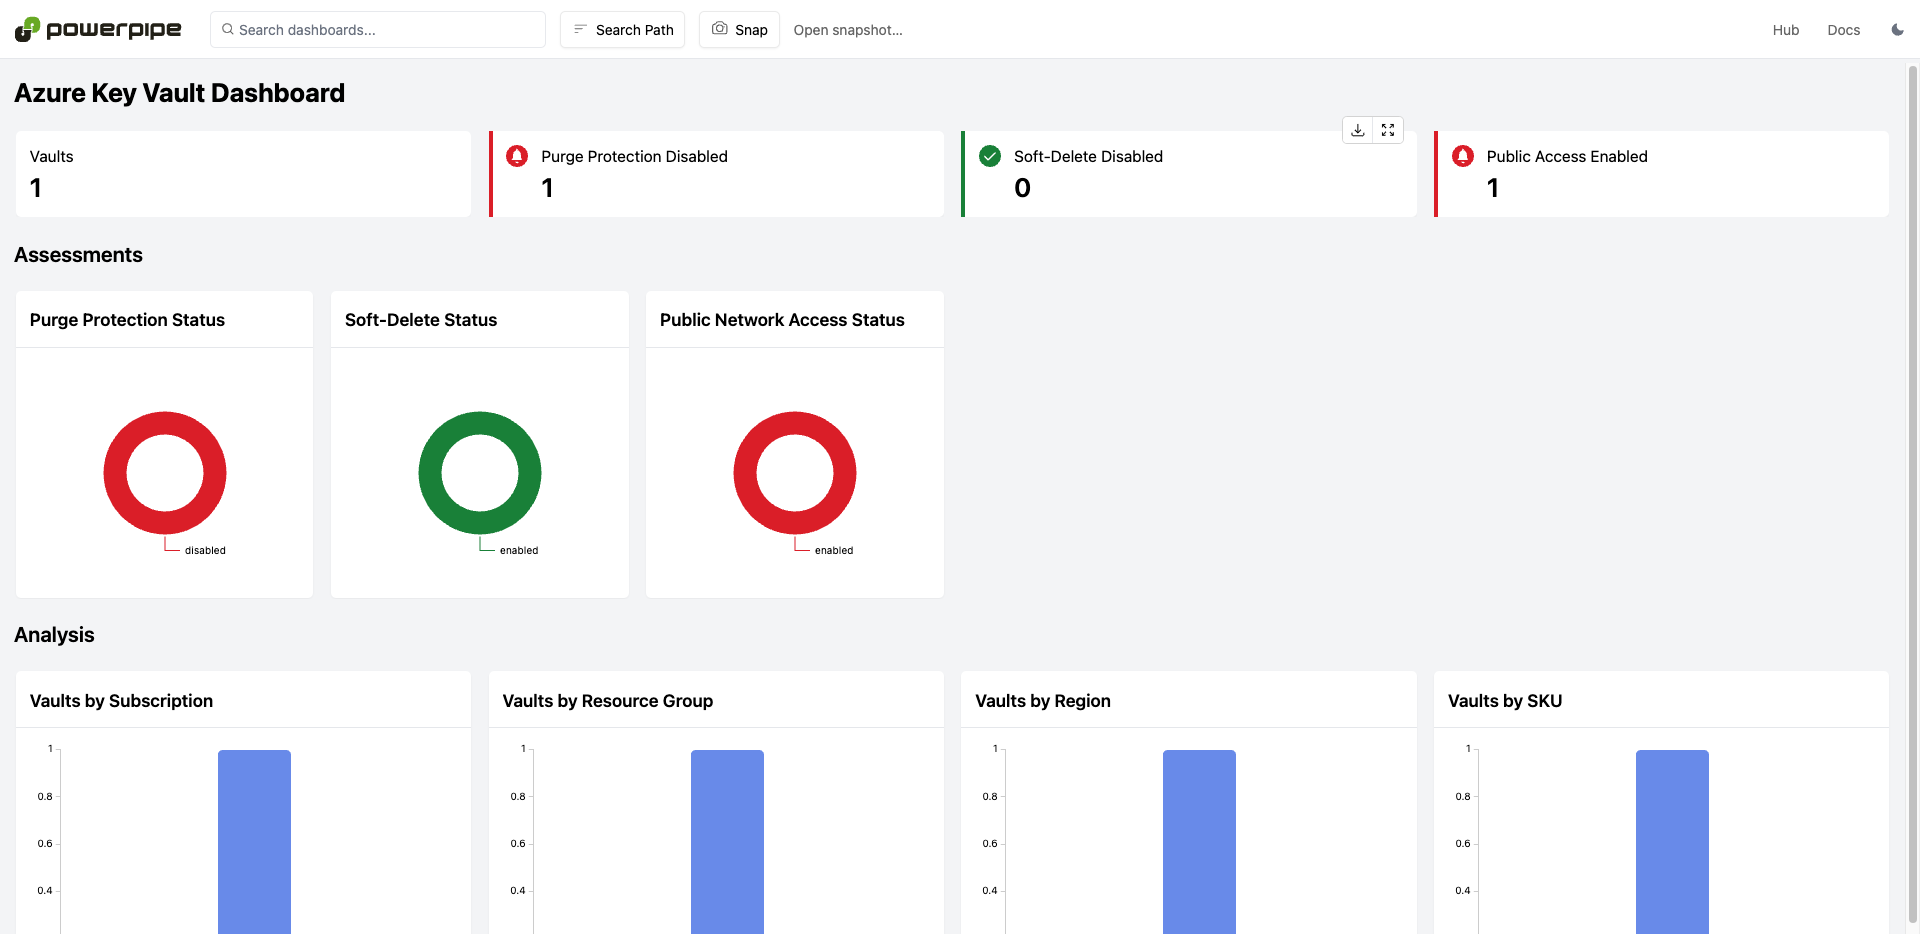 powerpipe
Search dashboards...
Search Path
Snap
Open snapshot...
Hub
Docs
Azure Key Vault Dashboard
Vaults
1
Purge Protection Disabled
1
Soft-Delete Disabled
0
Public Access Enabled
1
Assessments
Purge Protection Status
disabled
Soft-Delete Status
enabled
Public Network Access Status
enabled
Analysis
Vaults by Subscription
1
0.8
0.6
0.4
Vaults by Resource Group
1
0.8
0.6
0.4
Vaults by Region
1
0.8
0.6
0.4
Vaults by SKU
1
0.8
0.6
0.4